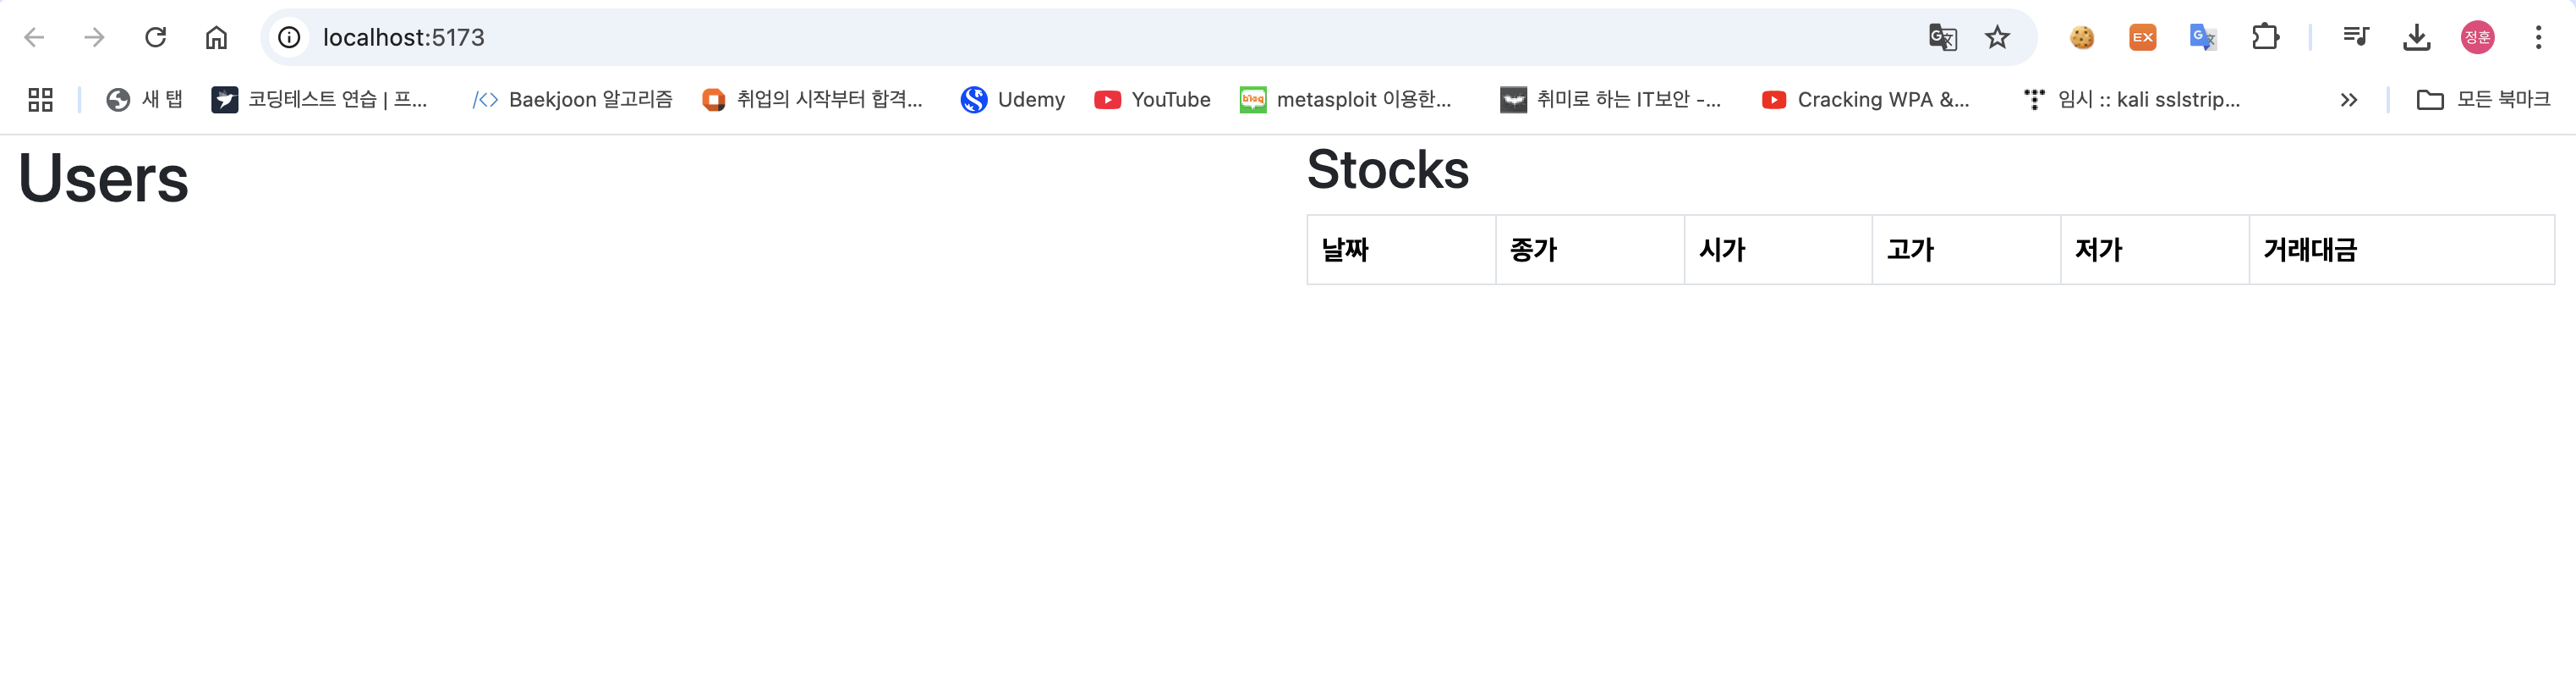 localhost:5173
정훈
새 탭 코딩테스트 연습 | 프... Baekjoon 알고리즘 취업의 시작부터 합격... Udemy YouTube metasploit 이용한... 취미로 하는 IT보안 -... Cracking WPA &... 임시 :: kali sslstrip... 모든 북마크
Users
Stocks
날짜 종가 시가 고가 저가 거래대금